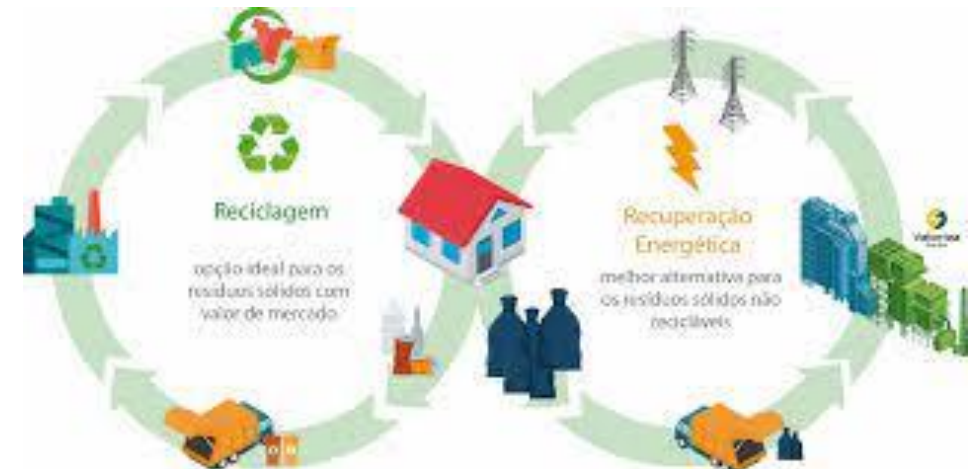 Reciclagem
opção ideal para os
resíduos sólidos com
valor de mercado
Recuperação
Energética
melhor alternativa para
os resíduos sólidos não
recicláveis